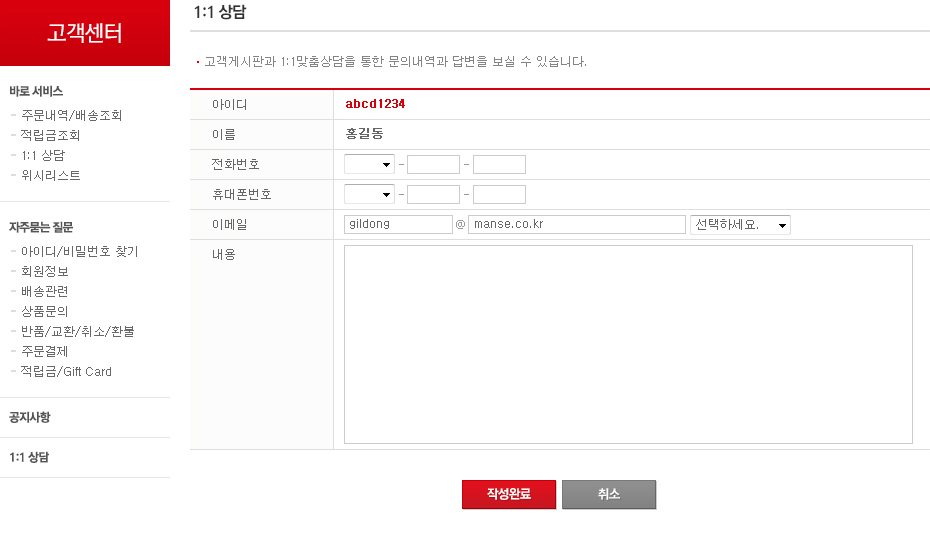 고객센터
바로 서비스
- 주문내역/배송조회
- 적립금조회
- 1:1 상담
- 위시리스트
자주묻는 질문
- 아이디/비밀번호 찾기
- 회원정보
- 배송관련
- 상품문의
- 반품/교환/취소/환불
- 주문결제
- 적립금/Gift Card
공지사항
1:1 상담
1:1 상담
· 고객게시판과 1:1맞춤상담을 통한 문의내역과 답변을 보실 수 있습니다.
아이디 abcd1234
이름 홍길동
전화번호 - -
휴대폰번호 - -
이메일 gildong @ manse.co.kr 선택하세요.
내용
작성완료 취소